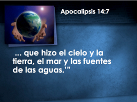 Apocalipsis 14:7
... que hizo el cielo y la
tierra, el mar y las fuentes
de las aguas.'"